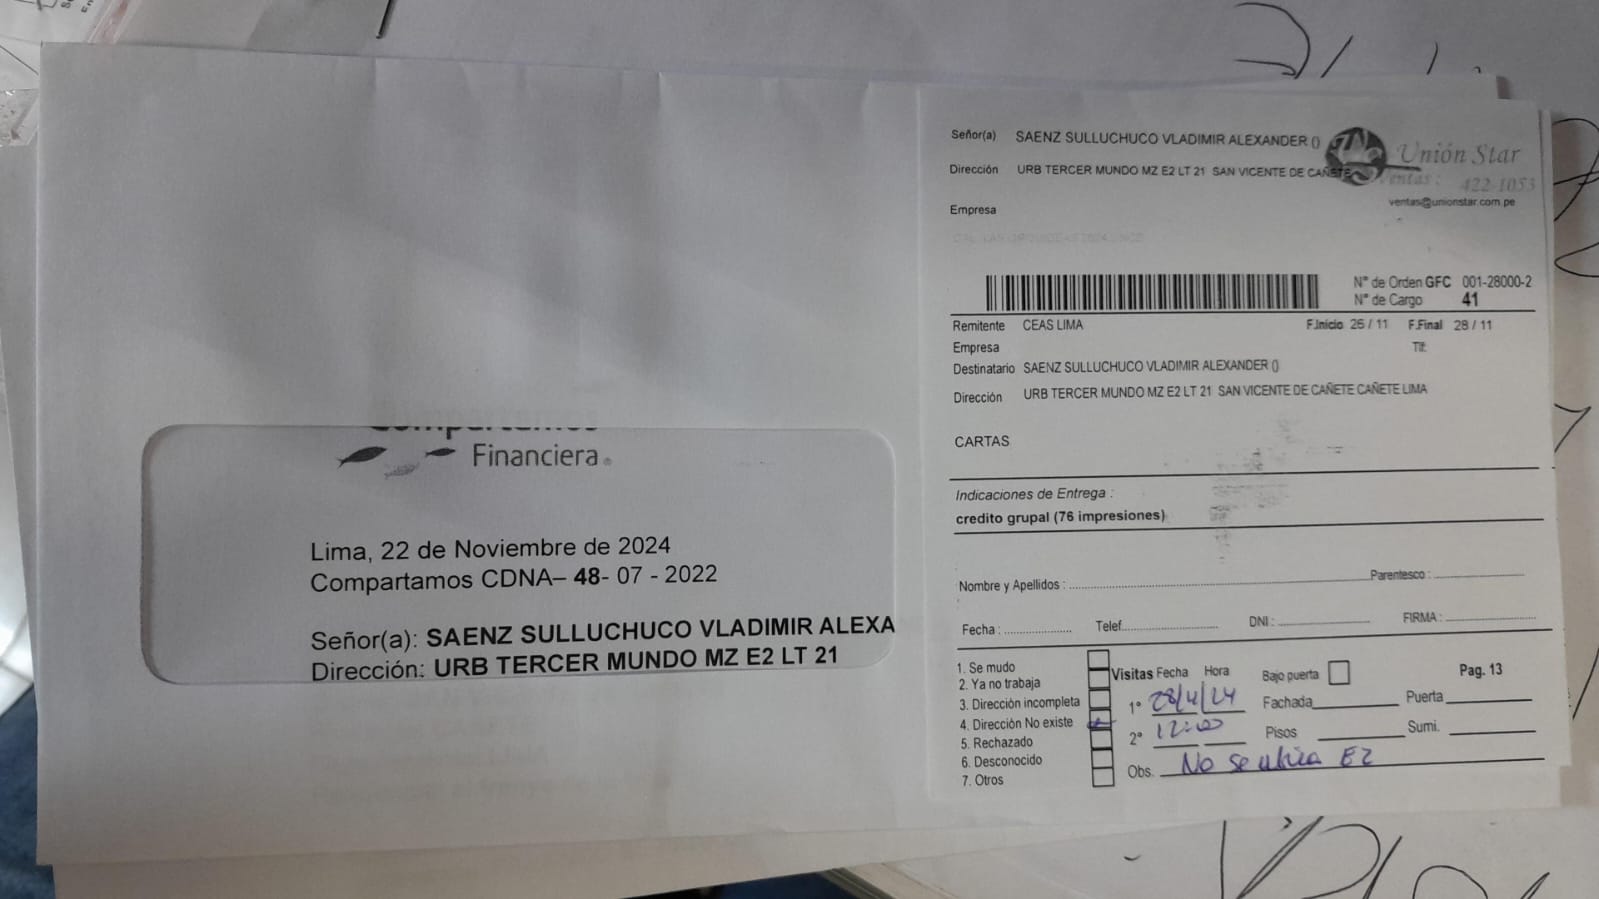 Compartamos
Financiera
Lima, 22 de Noviembre de 2024
Compartamos CDNA– 48- 07 - 2022
Señor(a): SAENZ SULLUCHUCO VLADIMIR ALEXA
Dirección: URB TERCER MUNDO MZ E2 LT 21
Señor(a) SAENZ SULLUCHUCO VLADIMIR ALEXANDER ()
Dirección URB TERCER MUNDO MZ E2 LT 21 SAN VICENTE DE CAÑETE
Empresa
Unión Star
Ventas: 422-1053
ventas@unionstar.com.pe
N° de Orden GFC 001-28000-2
N° de Cargo 41
Remitente CEAS LIMA F.Inicio 26 / 11 F.Final 28 / 11
Empresa Tlf:
Destinatario SAENZ SULLUCHUCO VLADIMIR ALEXANDER ()
Dirección URB TERCER MUNDO MZ E2 LT 21 SAN VICENTE DE CAÑETE CAÑETE LIMA
CARTAS
Indicaciones de Entrega :
credito grupal (76 impresiones)
Nombre y Apellidos : Parentesco :
Fecha : Telef. DNI : FIRMA :
1. Se mudo
2. Ya no trabaja
3. Dirección incompleta
4. Dirección No existe
5. Rechazado
6. Desconocido
7. Otros
Visitas Fecha Hora Bajo puerta Pag. 13
1° 28/11/24 Fachada Puerta
2° 12:00 Pisos Sumi.
Obs. No se ubica E2